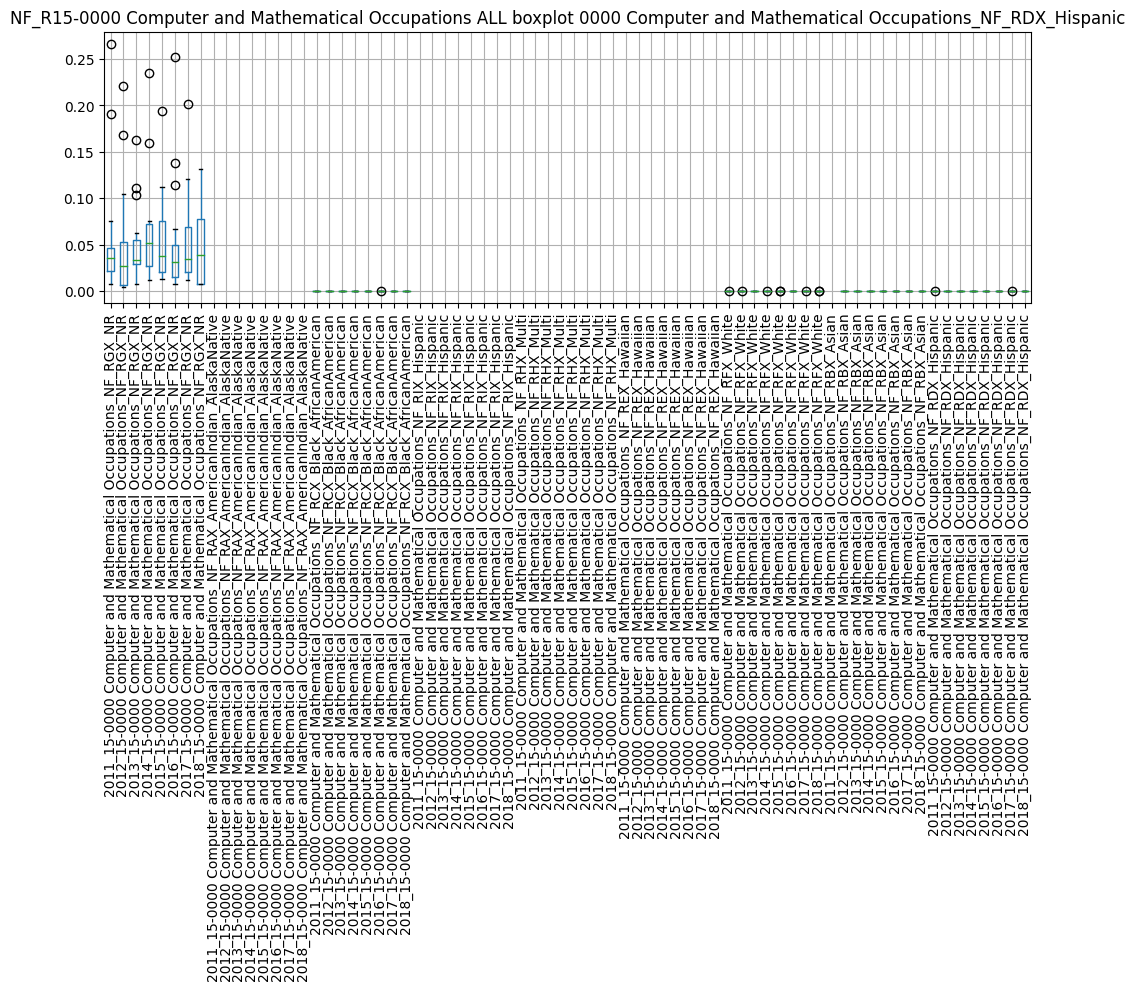 NF_R15-0000 Computer and Mathematical Occupations ALL boxplot 0000 Computer and Mathematical Occupations_NF_RDX_Hispanic
0.25
0.20
0.15
0.10
0.05
0.00
2011_15-0000 Computer and Mathematical Occupations_NF_RGX_NR
2012_15-0000 Computer and Mathematical Occupations_NF_RGX_NR
2013_15-0000 Computer and Mathematical Occupations_NF_RGX_NR
2014_15-0000 Computer and Mathematical Occupations_NF_RGX_NR
2015_15-0000 Computer and Mathematical Occupations_NF_RGX_NR
2016_15-0000 Computer and Mathematical Occupations_NF_RGX_NR
2017_15-0000 Computer and Mathematical Occupations_NF_RGX_NR
2018_15-0000 Computer and Mathematical Occupations_NF_RGX_NR
2011_15-0000 Computer and Mathematical Occupations_NF_RAX_AmericanIndian_AlaskaNative
2012_15-0000 Computer and Mathematical Occupations_NF_RAX_AmericanIndian_AlaskaNative
2013_15-0000 Computer and Mathematical Occupations_NF_RAX_AmericanIndian_AlaskaNative
2014_15-0000 Computer and Mathematical Occupations_NF_RAX_AmericanIndian_AlaskaNative
2015_15-0000 Computer and Mathematical Occupations_NF_RAX_AmericanIndian_AlaskaNative
2016_15-0000 Computer and Mathematical Occupations_NF_RAX_AmericanIndian_AlaskaNative
2017_15-0000 Computer and Mathematical Occupations_NF_RAX_AmericanIndian_AlaskaNative
2018_15-0000 Computer and Mathematical Occupations_NF_RAX_AmericanIndian_AlaskaNative
2011_15-0000 Computer and Mathematical Occupations_NF_RCX_Black_AfricanAmerican
2012_15-0000 Computer and Mathematical Occupations_NF_RCX_Black_AfricanAmerican
2013_15-0000 Computer and Mathematical Occupations_NF_RCX_Black_AfricanAmerican
2014_15-0000 Computer and Mathematical Occupations_NF_RCX_Black_AfricanAmerican
2015_15-0000 Computer and Mathematical Occupations_NF_RCX_Black_AfricanAmerican
2016_15-0000 Computer and Mathematical Occupations_NF_RCX_Black_AfricanAmerican
2017_15-0000 Computer and Mathematical Occupations_NF_RCX_Black_AfricanAmerican
2018_15-0000 Computer and Mathematical Occupations_NF_RCX_Black_AfricanAmerican
2011_15-0000 Computer and Mathematical Occupations_NF_RIX_Hispanic
2012_15-0000 Computer and Mathematical Occupations_NF_RIX_Hispanic
2013_15-0000 Computer and Mathematical Occupations_NF_RIX_Hispanic
2014_15-0000 Computer and Mathematical Occupations_NF_RIX_Hispanic
2015_15-0000 Computer and Mathematical Occupations_NF_RIX_Hispanic
2016_15-0000 Computer and Mathematical Occupations_NF_RIX_Hispanic
2017_15-0000 Computer and Mathematical Occupations_NF_RIX_Hispanic
2018_15-0000 Computer and Mathematical Occupations_NF_RIX_Hispanic
2011_15-0000 Computer and Mathematical Occupations_NF_RHX_Multi
2012_15-0000 Computer and Mathematical Occupations_NF_RHX_Multi
2013_15-0000 Computer and Mathematical Occupations_NF_RHX_Multi
2014_15-0000 Computer and Mathematical Occupations_NF_RHX_Multi
2015_15-0000 Computer and Mathematical Occupations_NF_RHX_Multi
2016_15-0000 Computer and Mathematical Occupations_NF_RHX_Multi
2017_15-0000 Computer and Mathematical Occupations_NF_RHX_Multi
2018_15-0000 Computer and Mathematical Occupations_NF_RHX_Multi
2011_15-0000 Computer and Mathematical Occupations_NF_REX_Hawaiian
2012_15-0000 Computer and Mathematical Occupations_NF_REX_Hawaiian
2013_15-0000 Computer and Mathematical Occupations_NF_REX_Hawaiian
2014_15-0000 Computer and Mathematical Occupations_NF_REX_Hawaiian
2015_15-0000 Computer and Mathematical Occupations_NF_REX_Hawaiian
2016_15-0000 Computer and Mathematical Occupations_NF_REX_Hawaiian
2017_15-0000 Computer and Mathematical Occupations_NF_REX_Hawaiian
2018_15-0000 Computer and Mathematical Occupations_NF_REX_Hawaiian
2011_15-0000 Computer and Mathematical Occupations_NF_RFX_White
2012_15-0000 Computer and Mathematical Occupations_NF_RFX_White
2013_15-0000 Computer and Mathematical Occupations_NF_RFX_White
2014_15-0000 Computer and Mathematical Occupations_NF_RFX_White
2015_15-0000 Computer and Mathematical Occupations_NF_RFX_White
2016_15-0000 Computer and Mathematical Occupations_NF_RFX_White
2017_15-0000 Computer and Mathematical Occupations_NF_RFX_White
2018_15-0000 Computer and Mathematical Occupations_NF_RFX_White
2011_15-0000 Computer and Mathematical Occupations_NF_RBX_Asian
2012_15-0000 Computer and Mathematical Occupations_NF_RBX_Asian
2013_15-0000 Computer and Mathematical Occupations_NF_RBX_Asian
2014_15-0000 Computer and Mathematical Occupations_NF_RBX_Asian
2015_15-0000 Computer and Mathematical Occupations_NF_RBX_Asian
2016_15-0000 Computer and Mathematical Occupations_NF_RBX_Asian
2017_15-0000 Computer and Mathematical Occupations_NF_RBX_Asian
2018_15-0000 Computer and Mathematical Occupations_NF_RBX_Asian
2011_15-0000 Computer and Mathematical Occupations_NF_RDX_Hispanic
2012_15-0000 Computer and Mathematical Occupations_NF_RDX_Hispanic
2013_15-0000 Computer and Mathematical Occupations_NF_RDX_Hispanic
2014_15-0000 Computer and Mathematical Occupations_NF_RDX_Hispanic
2015_15-0000 Computer and Mathematical Occupations_NF_RDX_Hispanic
2016_15-0000 Computer and Mathematical Occupations_NF_RDX_Hispanic
2017_15-0000 Computer and Mathematical Occupations_NF_RDX_Hispanic
2018_15-0000 Computer and Mathematical Occupations_NF_RDX_Hispanic